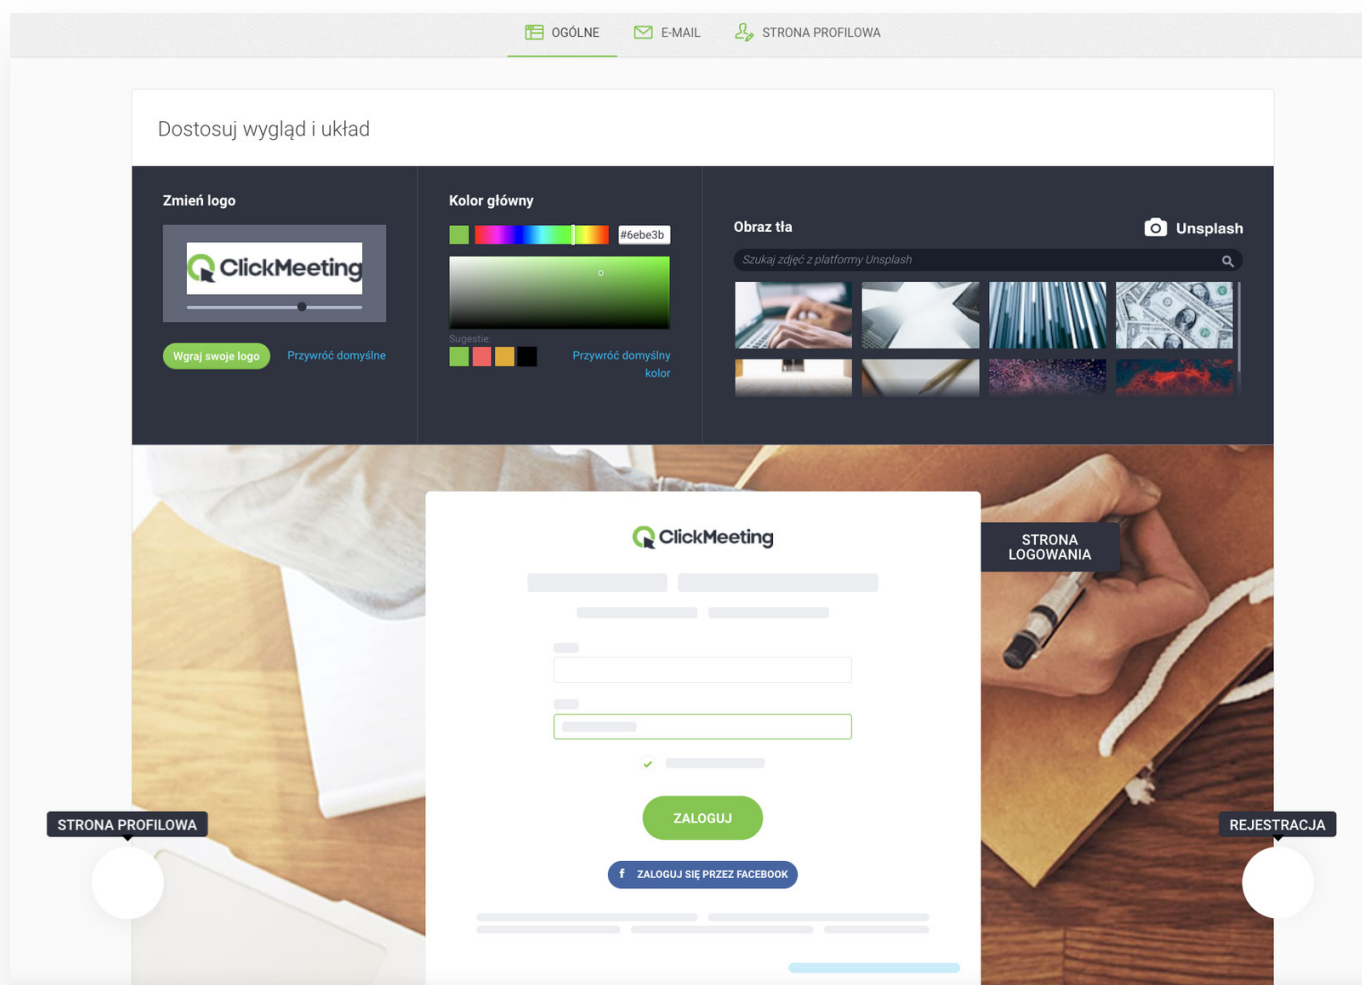 OGÓLNE
E-MAIL
STRONA PROFILOWA
Dostosuj wygląd i układ
Zmień logo
ClickMeeting
Wgraj swoje logo
Przywróć domyślne
Kolor główny
#6ebe3b
Sugestie:
Przywróć domyślny
kolor
Obraz tła
Unsplash
Szukaj zdjęć z platformy Unsplash
ClickMeeting
STRONA
LOGOWANIA
STRONA PROFILOWA
REJESTRACJA
ZALOGUJ
f ZALOGUJ SIĘ PRZEZ FACEBOOK